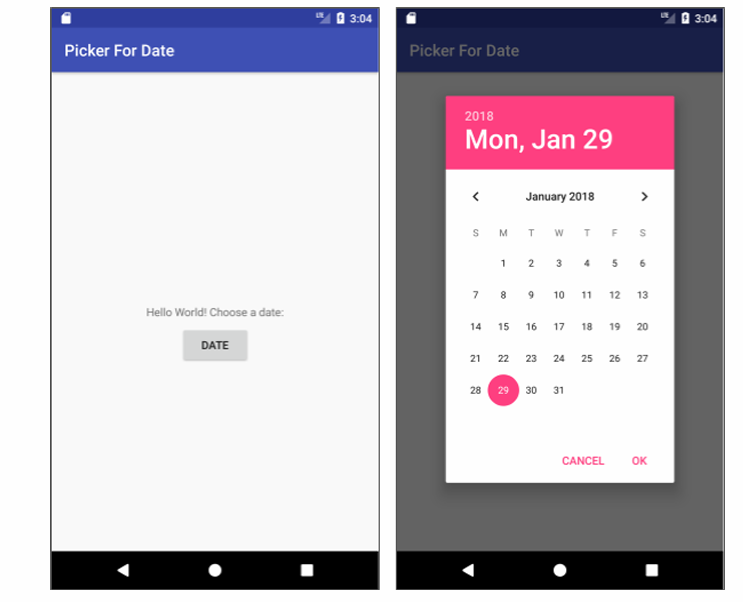 LTE 3:04
Picker For Date
Hello World! Choose a date:
DATE
LTE 3:04
Picker For Date
2018
Mon, Jan 29
January 2018
S M T W T F S
1 2 3 4 5 6
7 8 9 10 11 12 13
14 15 16 17 18 19 20
21 22 23 24 25 26 27
28 29 30 31
CANCEL OK